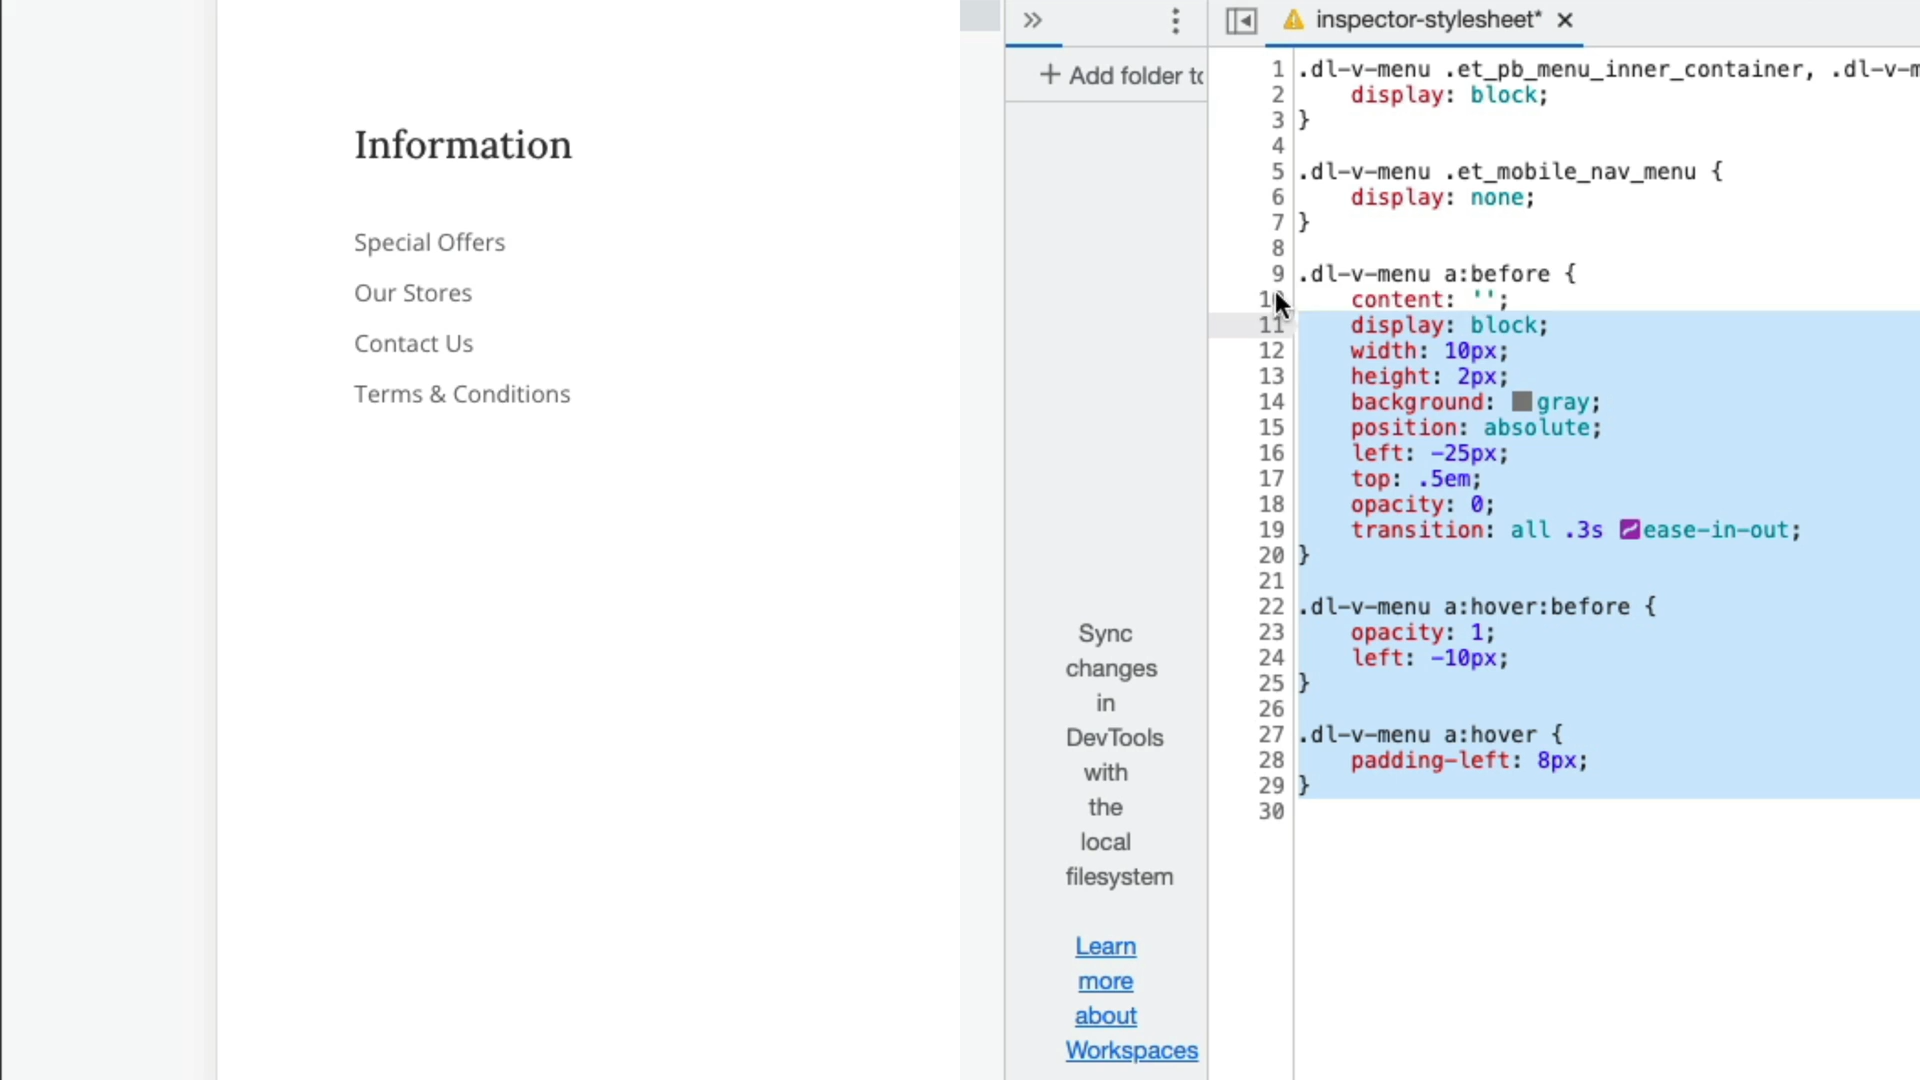 Information
Special Offers
Our Stores
Contact Us
Terms & Conditions
»
+ Add folder to
Sync
changes
in
DevTools
with
the
local
filesystem
Learn
more
about
Workspaces
inspector-stylesheet* ×
1 .dl-v-menu .et_pb_menu_inner_container, .dl-v-m
2 display: block;
3 }
4
5 .dl-v-menu .et_mobile_nav_menu {
6 display: none;
7 }
8
9 .dl-v-menu a:before {
10 content: '';
11 display: block;
12 width: 10px;
13 height: 2px;
14 background: gray;
15 position: absolute;
16 left: -25px;
17 top: .5em;
18 opacity: 0;
19 transition: all .3s ease-in-out;
20 }
21
22 .dl-v-menu a:hover:before {
23 opacity: 1;
24 left: -10px;
25 }
26
27 .dl-v-menu a:hover {
28 padding-left: 8px;
29 }
30